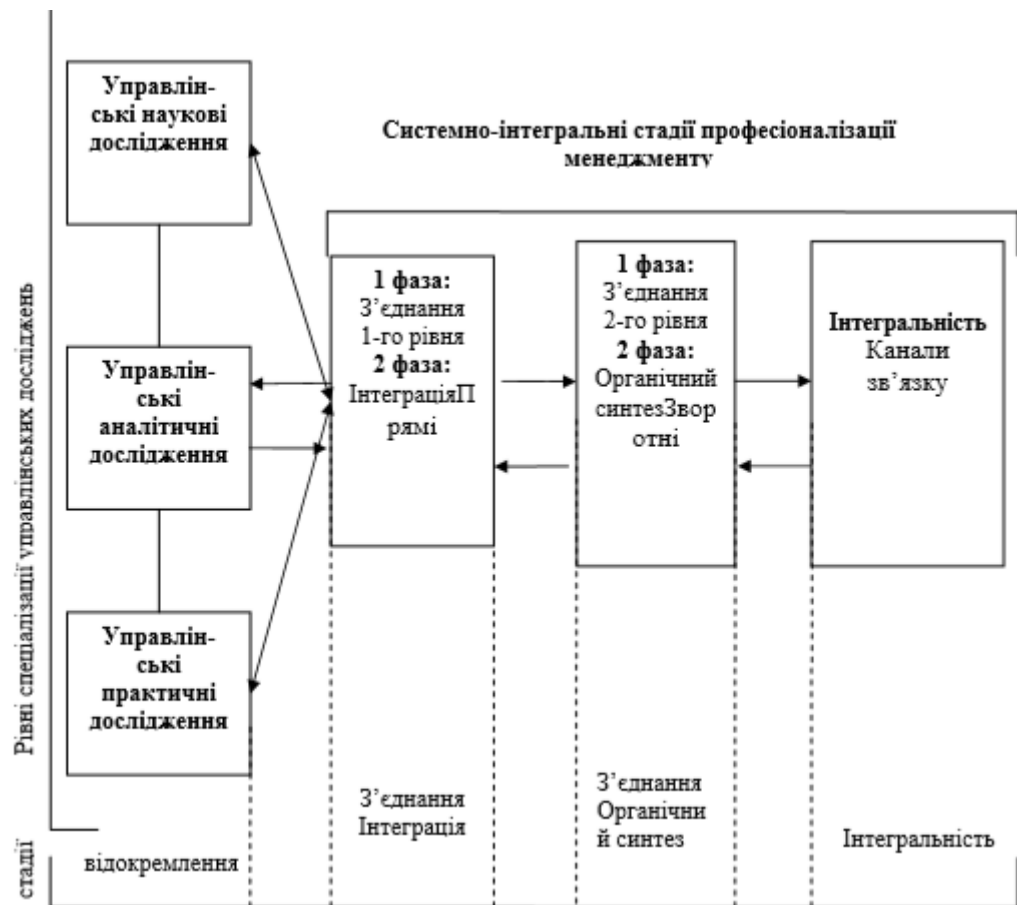 Управлін-
ські наукові
дослідження
Системно-інтегральні стадії професіоналізації
менеджменту
1 фаза:
З’єднання
1-го рівня
2 фаза:
ІнтеграціяП
рямі
1 фаза:
З’єднання
2-го рівня
2 фаза:
Органічний
синтезЗвор
отні
Інтегральність
Канали
зв’язку
Управлін-
ські
аналітичні
дослідження
Управлін-
ські
практичні
дослідження
Рівні спеціалізації управлінських досліджень
стадії
відокремлення
З’єднання
Інтеграція
З’єднання
Органічни
й синтез
Інтегральність